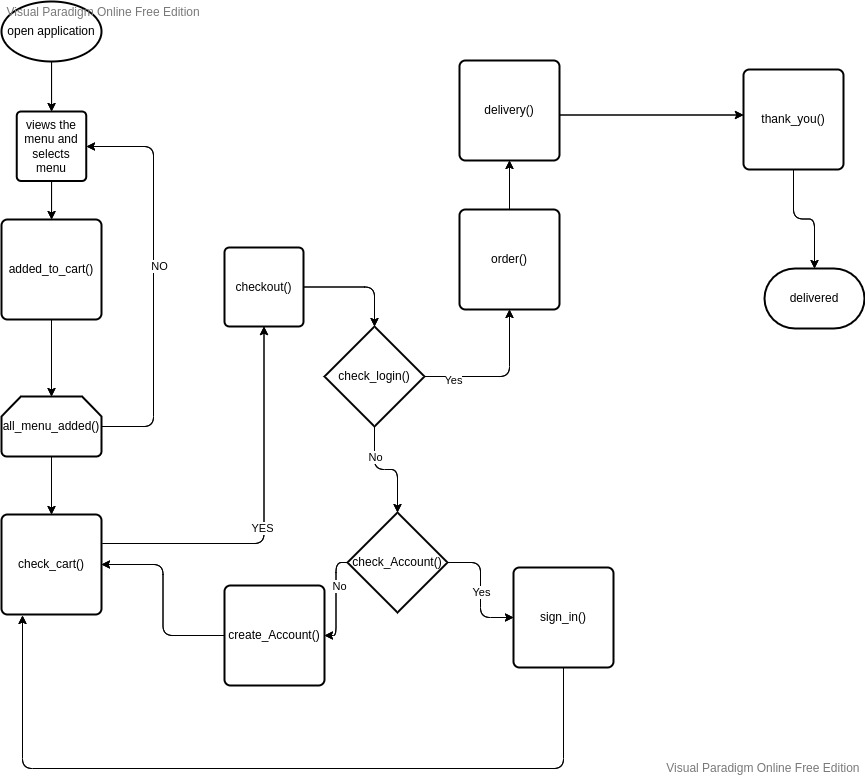 Visual Paradigm Online Free Edition
open application
views the
menu and
selects
menu
NO
added_to_cart()
all_menu_added()
check_cart()
YES
checkout()
check_login()
Yes
No
order()
delivery()
thank_you()
delivered
check_Account()
No
Yes
create_Account()
sign_in()
Visual Paradigm Online Free Edition